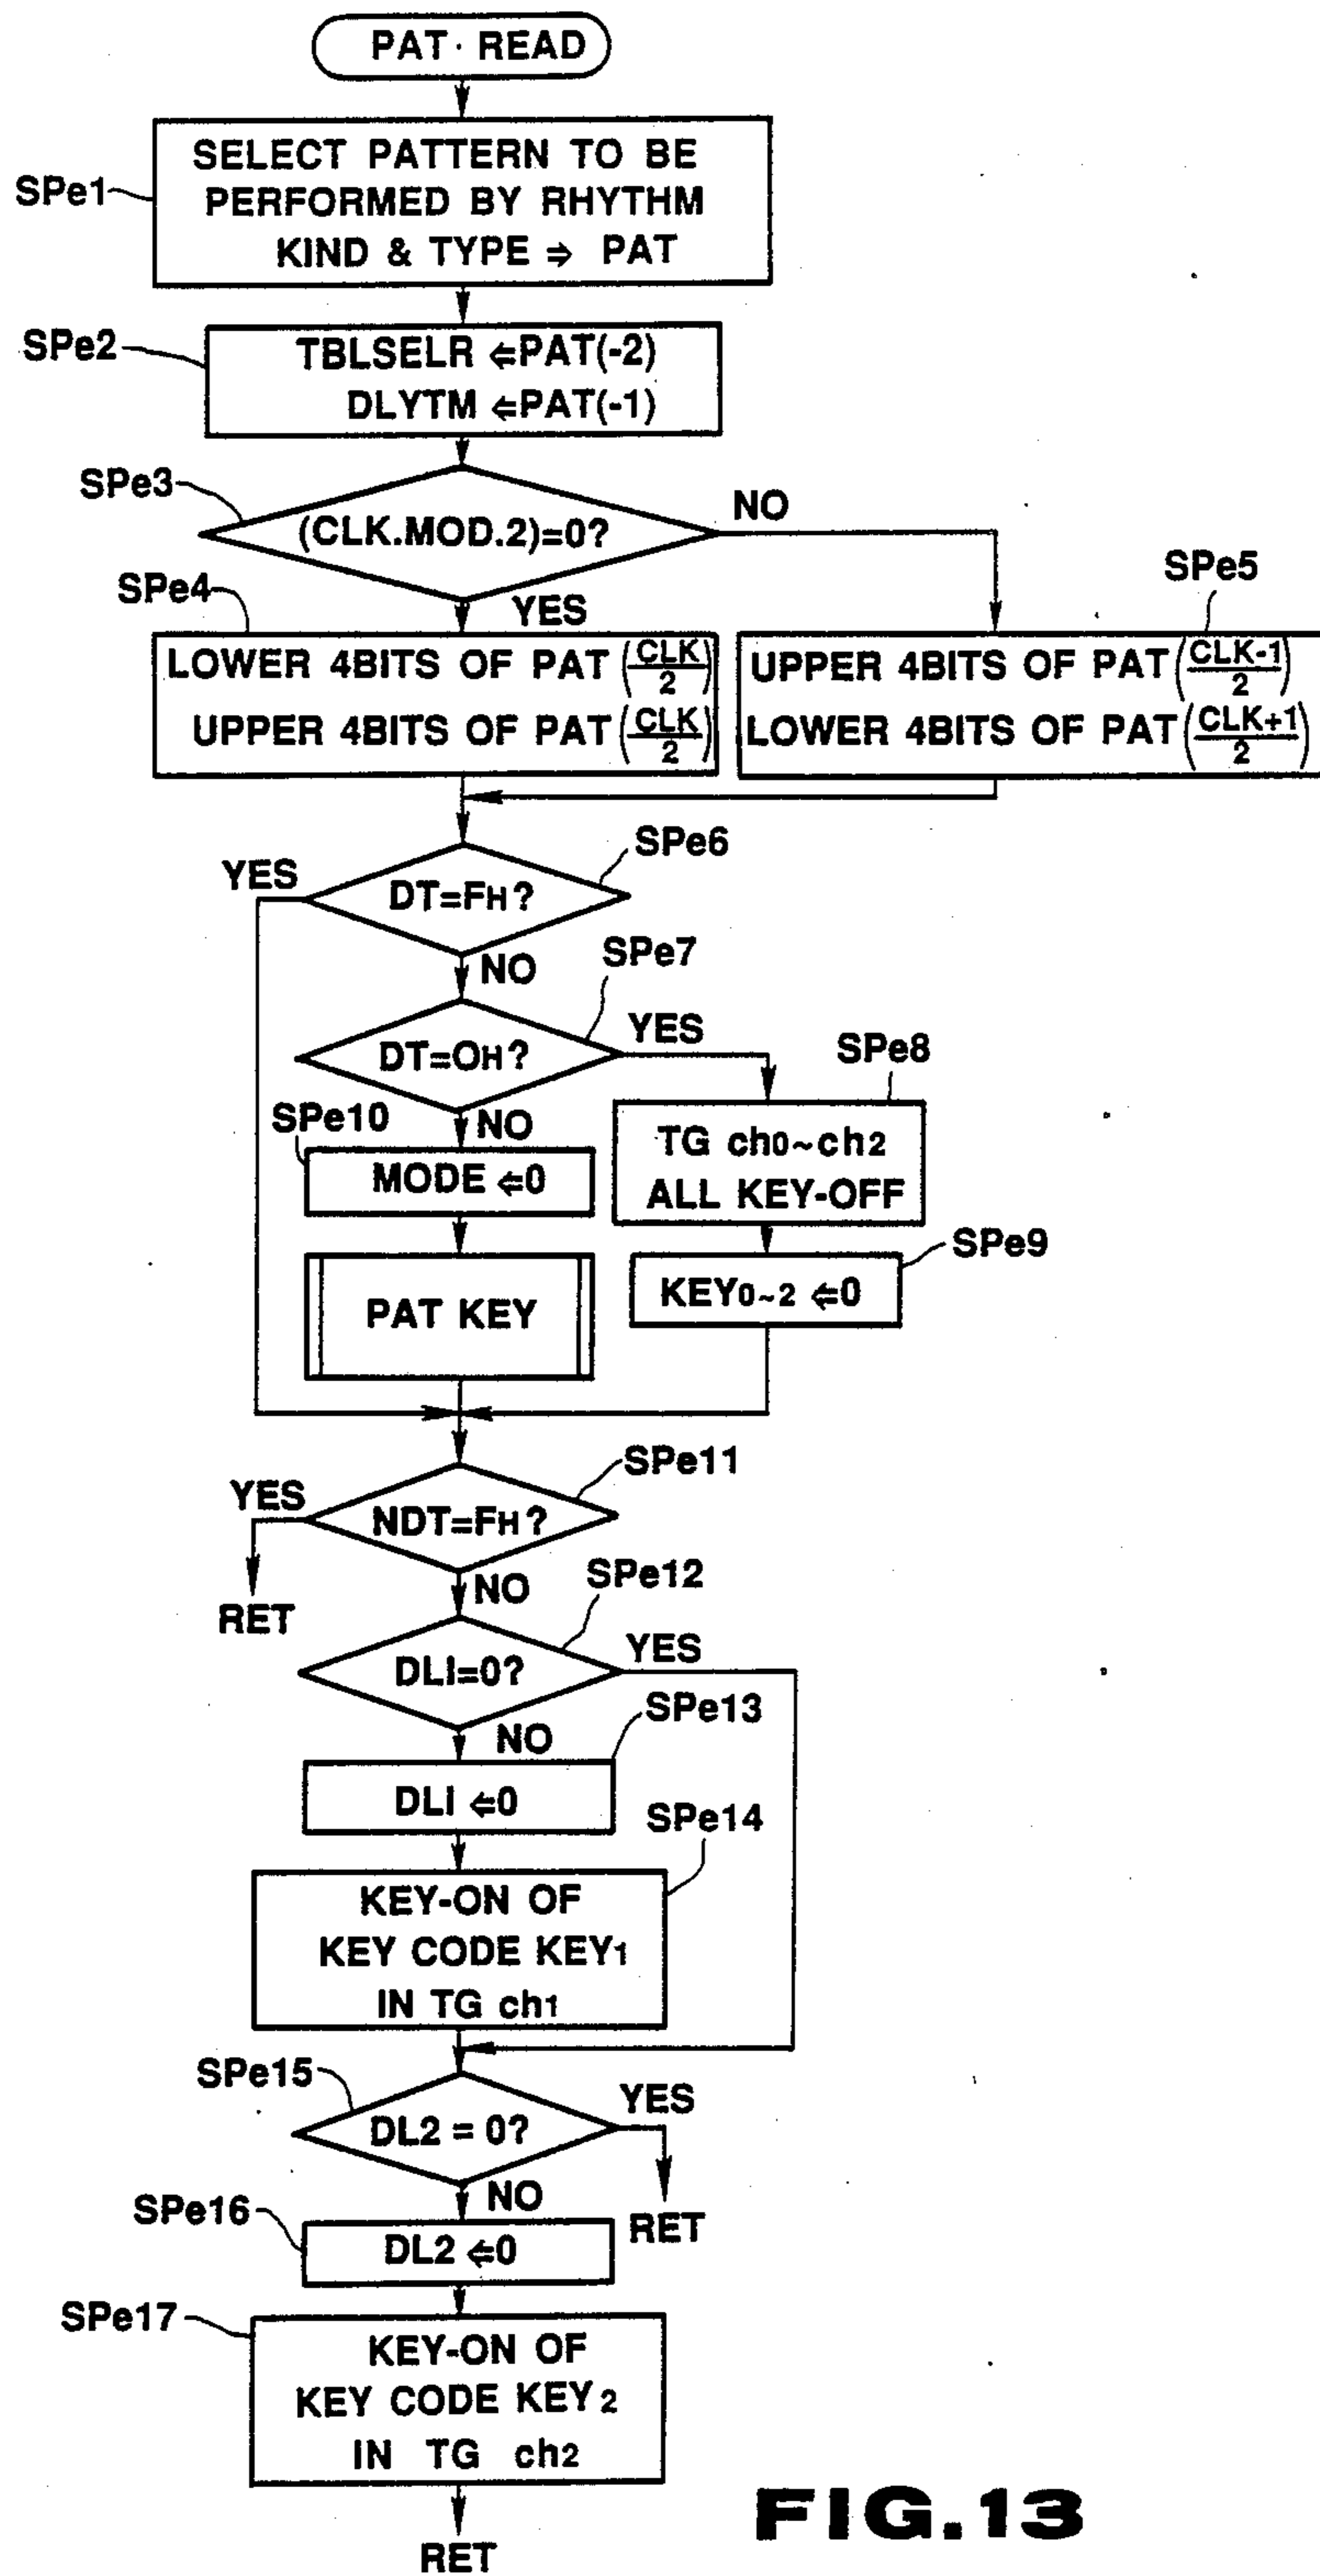 PAT · READ
SPe1
SELECT PATTERN TO BE
PERFORMED BY RHYTHM
KIND & TYPE ⇒ PAT
SPe2
TBLSELR ⇐PAT(-2)
DLYTM ⇐PAT(-1)
SPe3
(CLK.MOD.2)=0?
NO
SPe4
YES
SPe5
LOWER 4BITS OF PAT (CLK/2)
UPPER 4BITS OF PAT (CLK/2)
UPPER 4BITS OF PAT (CLK-1/2)
LOWER 4BITS OF PAT (CLK+1/2)
SPe6
YES
DT=FH?
NO
SPe7
YES
DT=OH?
SPe8
SPe10
NO
TG ch0~ch2
ALL KEY-OFF
MODE ⇐0
SPe9
KEY0~2 ⇐0
PAT KEY
SPe11
YES
NDT=FH?
RET
NO
SPe12
YES
DLI=0?
SPe13
NO
DLI ⇐0
SPe14
KEY-ON OF
KEY CODE KEY1
IN TG ch1
SPe15
YES
DL2 = 0?
NO
RET
SPe16
DL2 ⇐0
SPe17
KEY-ON OF
KEY CODE KEY2
IN TG ch2
RET
FIG.13